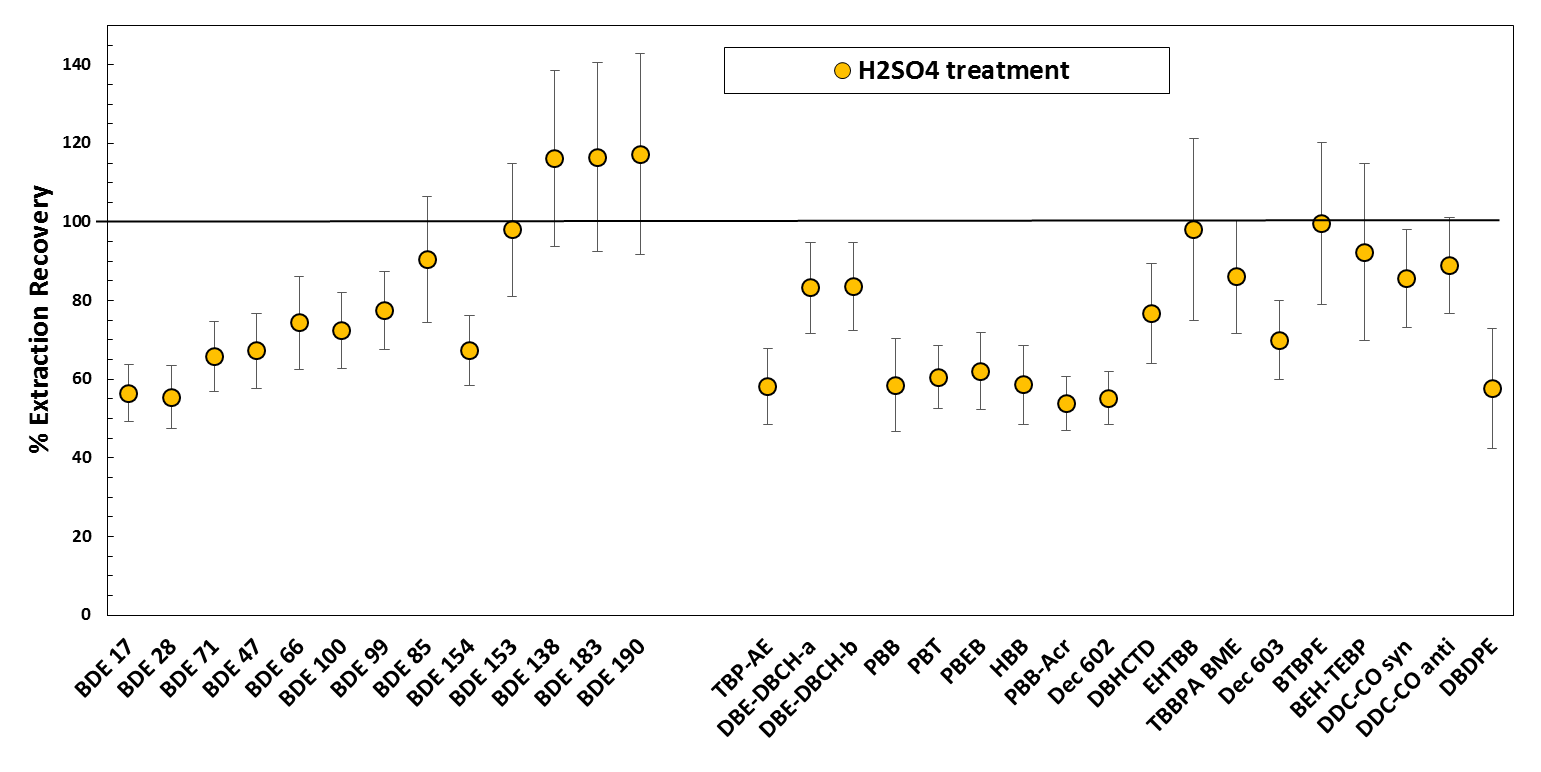 H2SO4 treatment
% Extraction Recovery
140
120
100
80
60
40
20
0
BDE 17
BDE 28
BDE 71
BDE 47
BDE 66
BDE 100
BDE 99
BDE 85
BDE 154
BDE 153
BDE 138
BDE 183
BDE 190
TBP-AE
DBE-DBCH-a
DBE-DBCH-b
PBB
PBT
PBEB
HBB
PBB-Acr
Dec 602
DBHCTD
EHTBB
TBBPA BME
Dec 603
BTBPE
BEH-TEBP
DDC-CO syn
DDC-CO anti
DBDPE